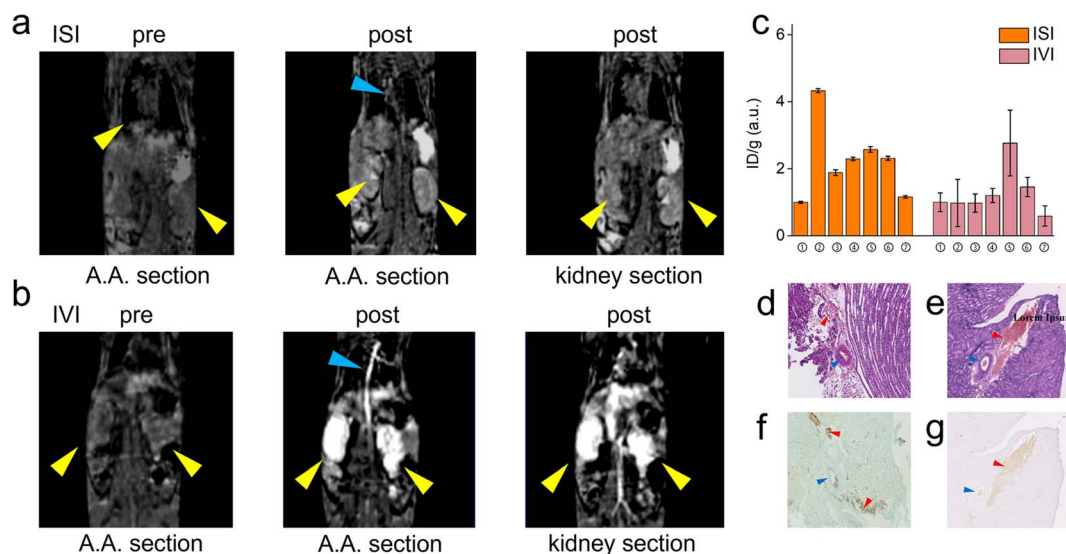 a ISI pre post post
A.A. section A.A. section kidney section
b IVI pre post post
A.A. section A.A. section kidney section
c
ISI
IVI
ID/g (a.u.)
6
4
2
0
① ② ③ ④ ⑤ ⑥ ⑦ ① ② ③ ④ ⑤ ⑥ ⑦
d e
Lorem Ipsu
f g